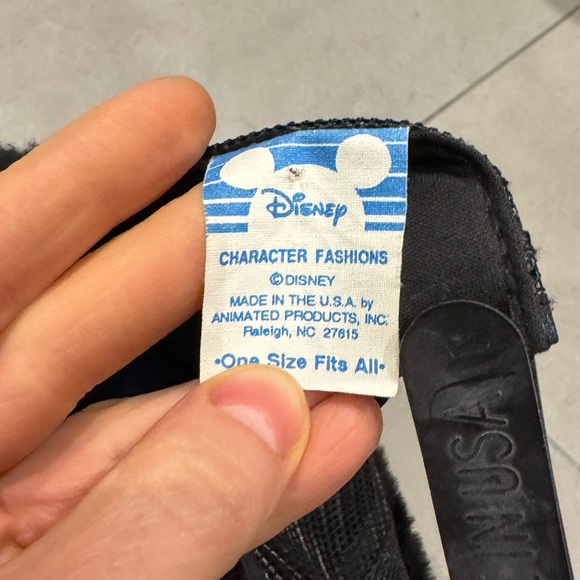 Disney
CHARACTER FASHIONS
©DISNEY
MADE IN THE U.S.A. by
ANIMATED PRODUCTS, INC.
Raleigh, NC 27615
•One Size Fits All•
IN USA